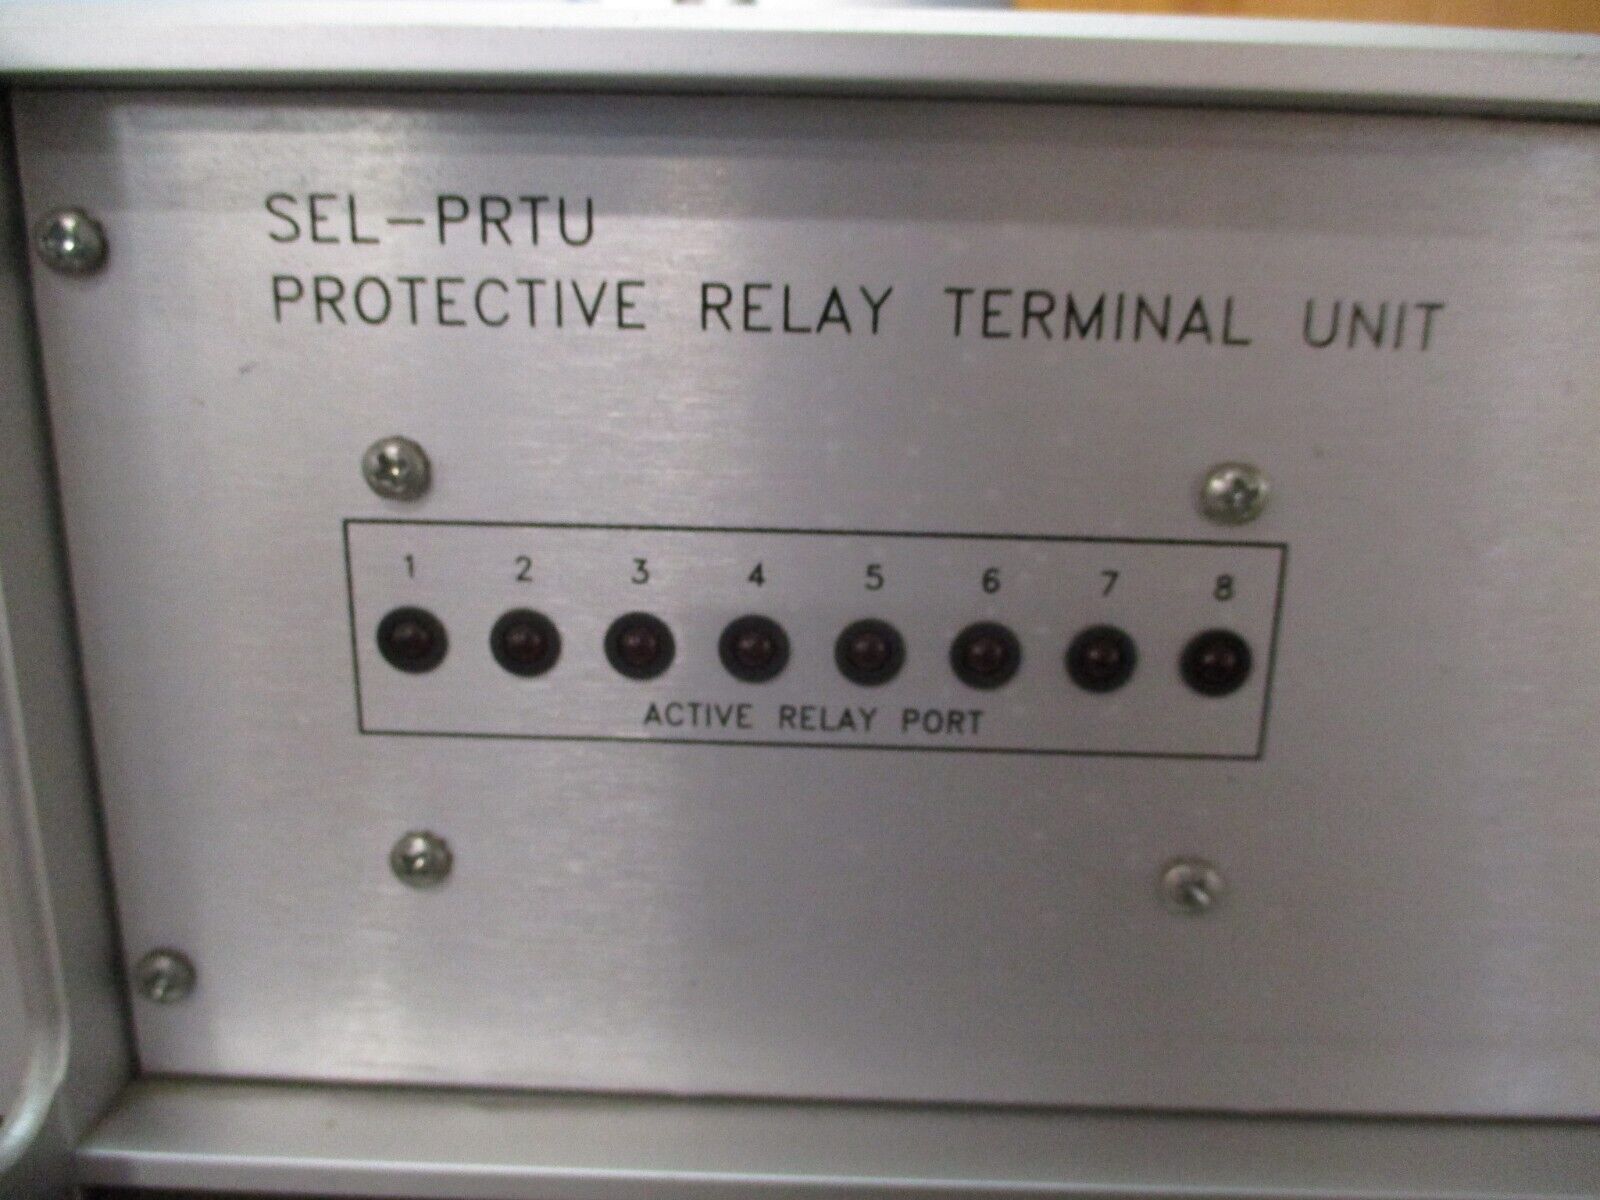 SEL-PRTU
PROTECTIVE RELAY TERMINAL UNIT
1 2 3 4 5 6 7 8
ACTIVE RELAY PORT